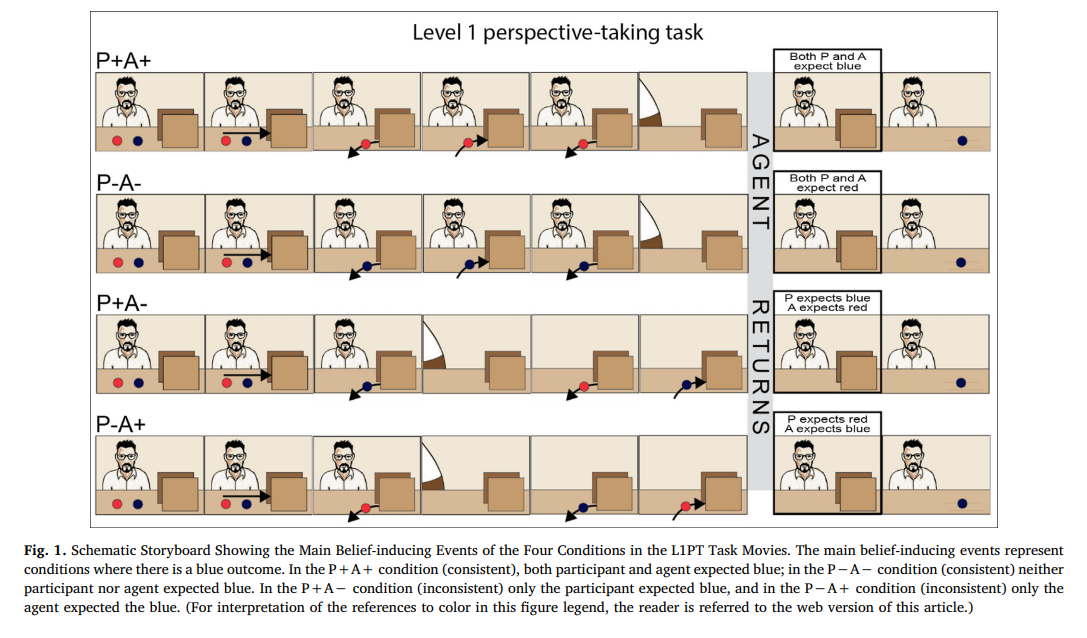 Level 1 perspective-taking task
P+A+
Both P and A
expect blue
P-A-
Both P and A
expect red
P+A-
P expects blue
A expects red
P-A+
P expects red
A expects blue
AGENT RETURNS
Fig. 1. Schematic Storyboard Showing the Main Belief-inducing Events of the Four Conditions in the L1PT Task Movies. The main belief-inducing events represent
conditions where there is a blue outcome. In the P+A+ condition (consistent), both participant and agent expected blue; in the P−A− condition (consistent) neither
participant nor agent expected blue. In the P+A− condition (inconsistent) only the participant expected blue, and in the P−A+ condition (inconsistent) only the
agent expected the blue. (For interpretation of the references to color in this figure legend, the reader is referred to the web version of this article.)